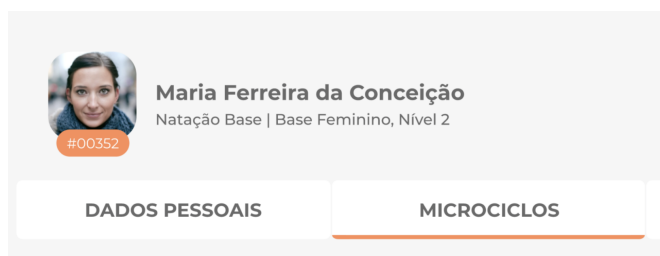 Maria Ferreira da Conceição
Natação Base | Base Feminino, Nível 2
#00352
DADOS PESSOAIS
MICROCICLOS